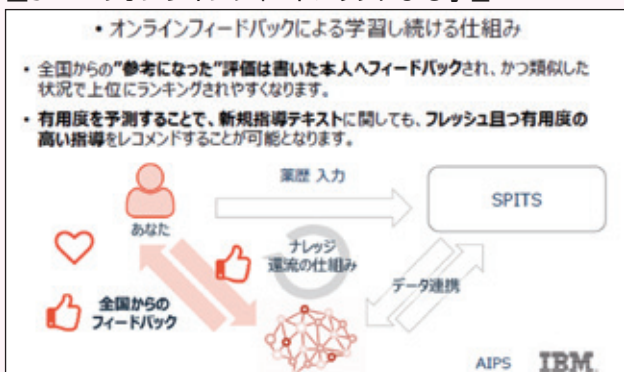 • オンラインフィードバックによる学習し続ける仕組み
• 全国からの"参考になった"評価は書いた本人へフィードバックされ、かつ類似した
状況で上位にランキングされやすくなります。
• 有用度を予測することで、新規指導テキストに関しても、フレッシュ且つ有用度の
高い指導をレコメンドすることが可能となります。
薬歴 入力
SPITS
あなた
ナレッジ
還流の仕組み
データ連携
全国からの
フィードバック
AIPS
IBM